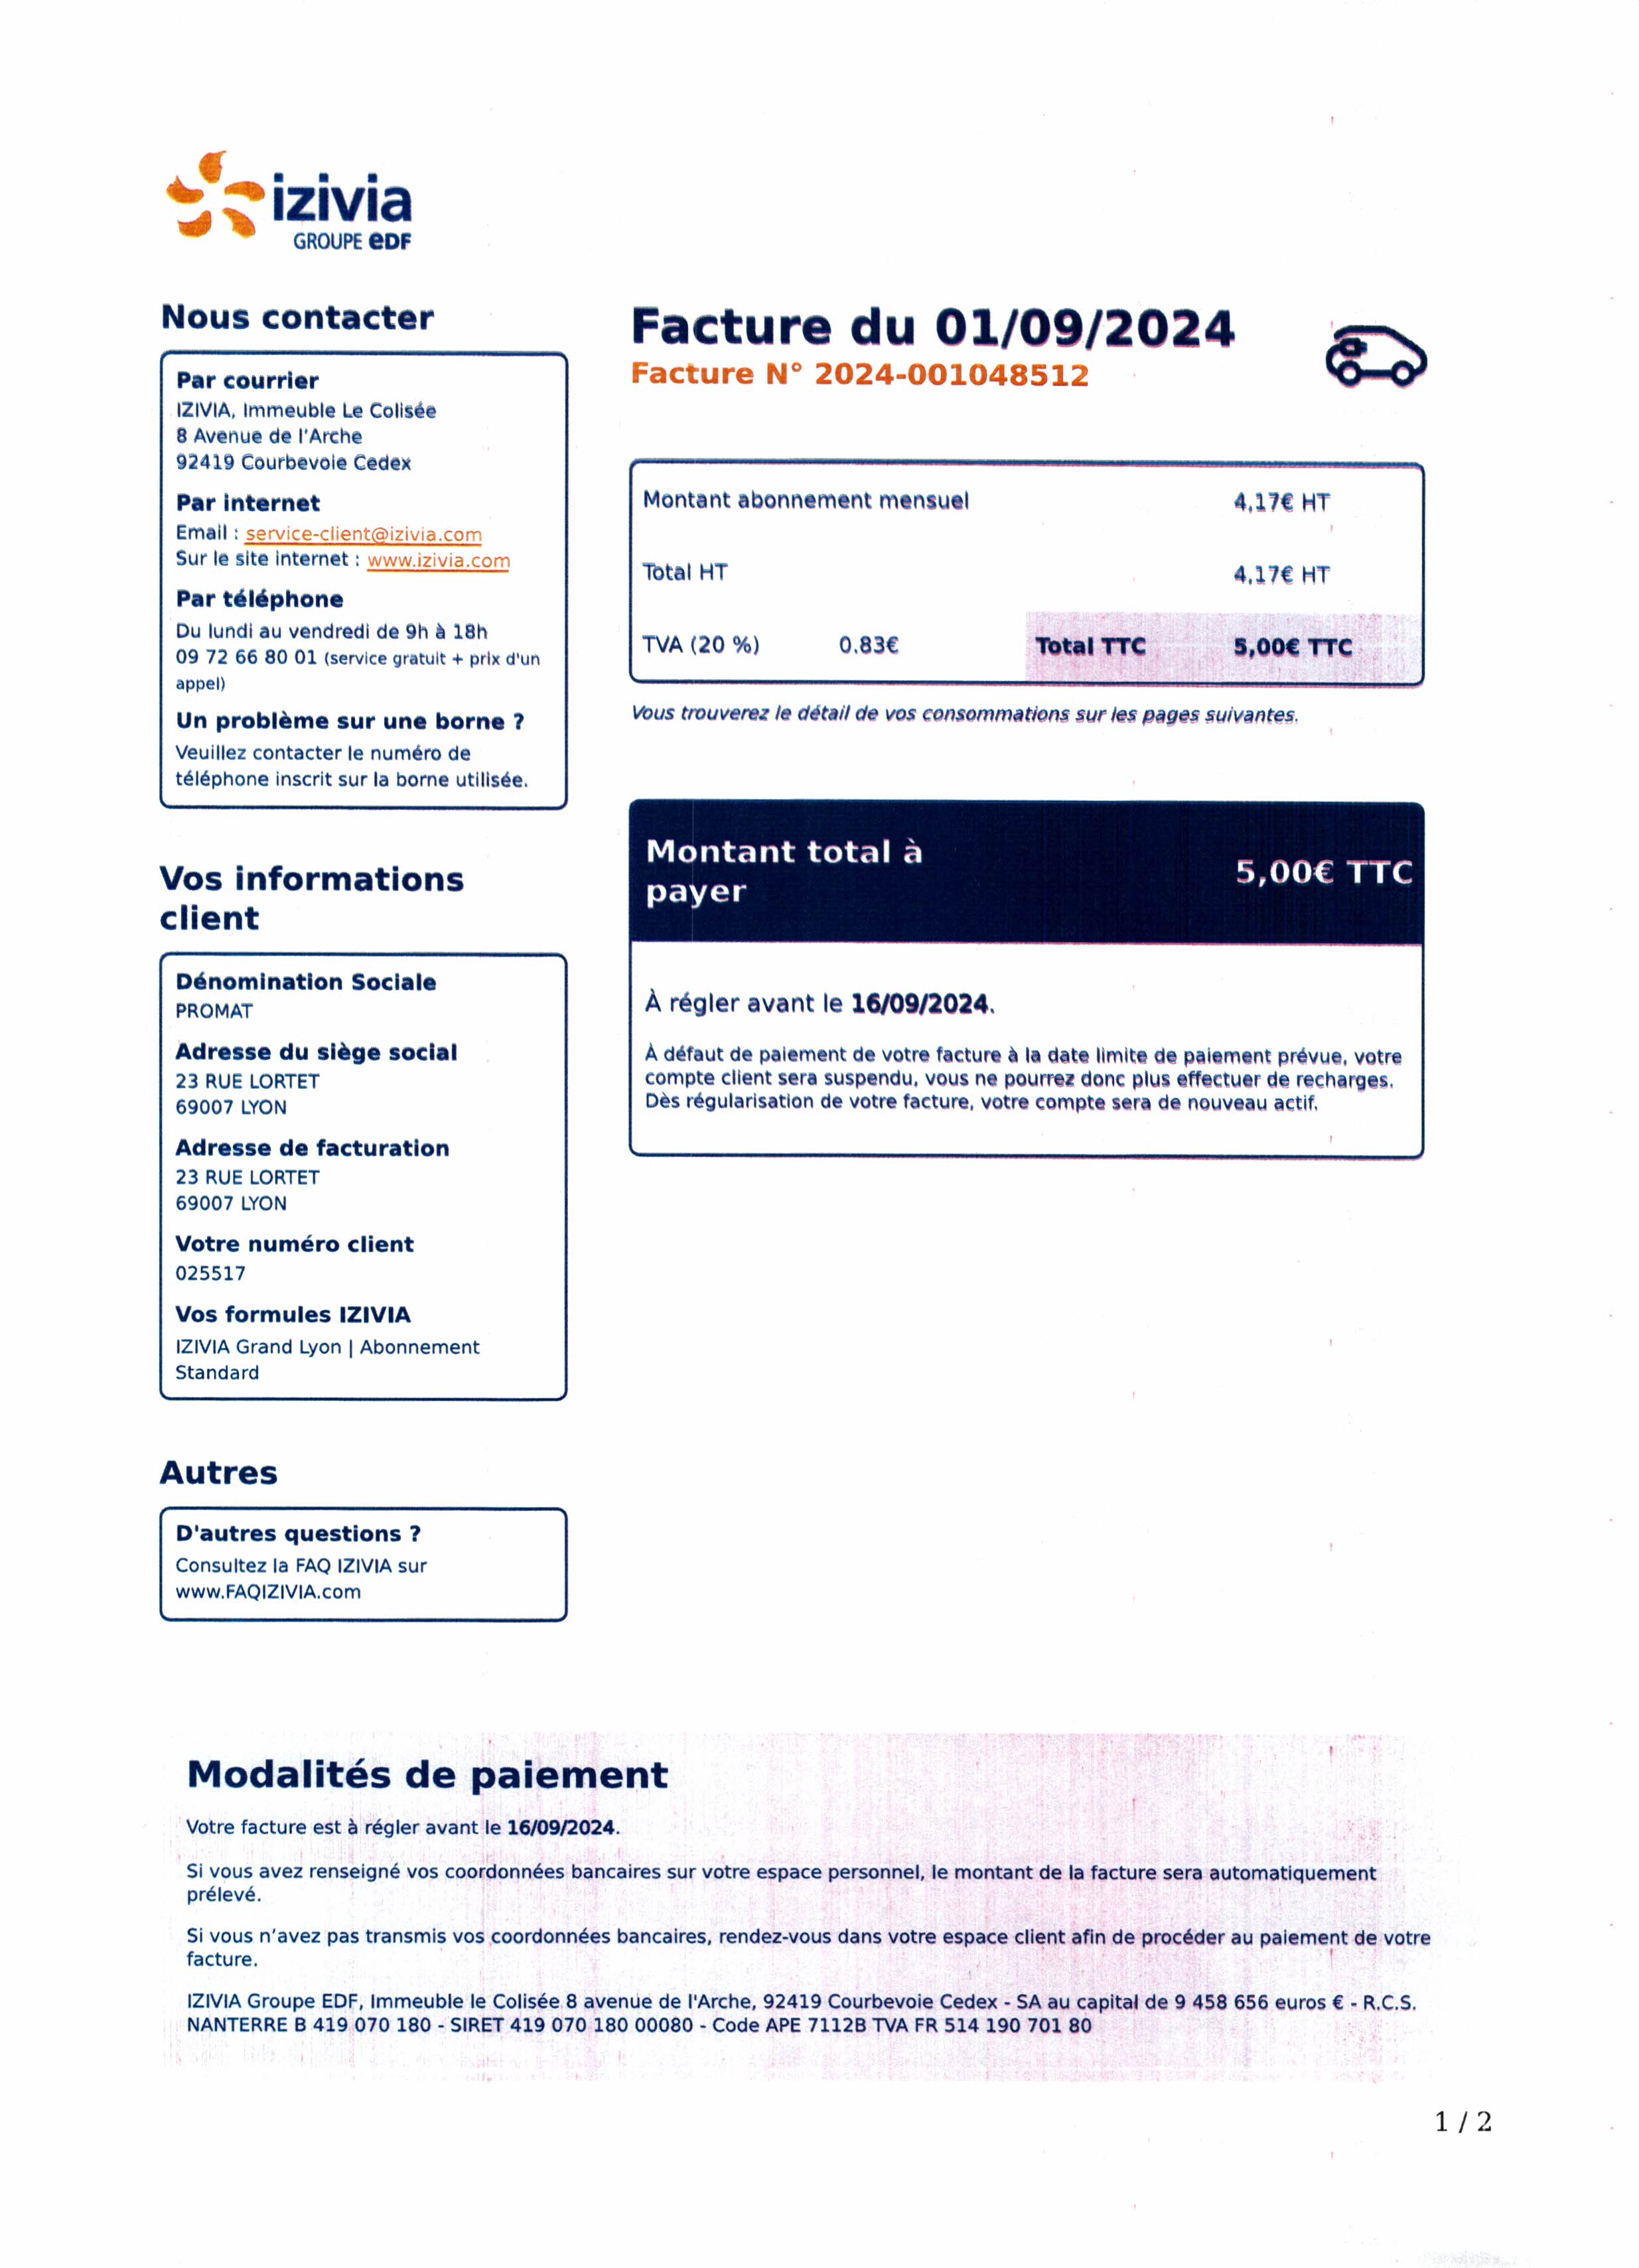 izivia
GROUPE eDF
Nous contacter
Par courrier
IZIVIA, Immeuble Le Colisée
8 Avenue de l'Arche
92419 Courbevoie Cedex
Par internet
Email : service-client@izivia.com
Sur le site internet : www.izivia.com
Par téléphone
Du lundi au vendredi de 9h à 18h
09 72 66 80 01 (service gratuit + prix d'un
appel)
Un problème sur une borne ?
Veuillez contacter le numéro de
téléphone inscrit sur la borne utilisée.
Vos informations
client
Dénomination Sociale
PROMAT
Adresse du siège social
23 RUE LORTET
69007 LYON
Adresse de facturation
23 RUE LORTET
69007 LYON
Votre numéro client
025517
Vos formules IZIVIA
IZIVIA Grand Lyon | Abonnement
Standard
Autres
D'autres questions ?
Consultez la FAQ IZIVIA sur
www.FAQIZIVIA.com
Facture du 01/09/2024
Facture N° 2024-001048512
Montant abonnement mensuel 4,17€ HT
Total HT 4,17€ HT
TVA (20 %) 0.83€ Total TTC 5,00€ TTC
Vous trouverez le détail de vos consommations sur les pages suivantes.
Montant total à
payer
5,00€ TTC
À régler avant le 16/09/2024.
À défaut de paiement de votre facture à la date limite de paiement prévue, votre
compte client sera suspendu, vous ne pourrez donc plus effectuer de recharges.
Dès régularisation de votre facture, votre compte sera de nouveau actif.
Modalités de paiement
Votre facture est à régler avant le 16/09/2024.
Si vous avez renseigné vos coordonnées bancaires sur votre espace personnel, le montant de la facture sera automatiquement
prélevé.
Si vous n’avez pas transmis vos coordonnées bancaires, rendez-vous dans votre espace client afin de procéder au paiement de votre
facture.
IZIVIA Groupe EDF, Immeuble le Colisée 8 avenue de l'Arche, 92419 Courbevoie Cedex - SA au capital de 9 458 656 euros € - R.C.S.
NANTERRE B 419 070 180 - SIRET 419 070 180 00080 - Code APE 7112B TVA FR 514 190 701 80
1 / 2